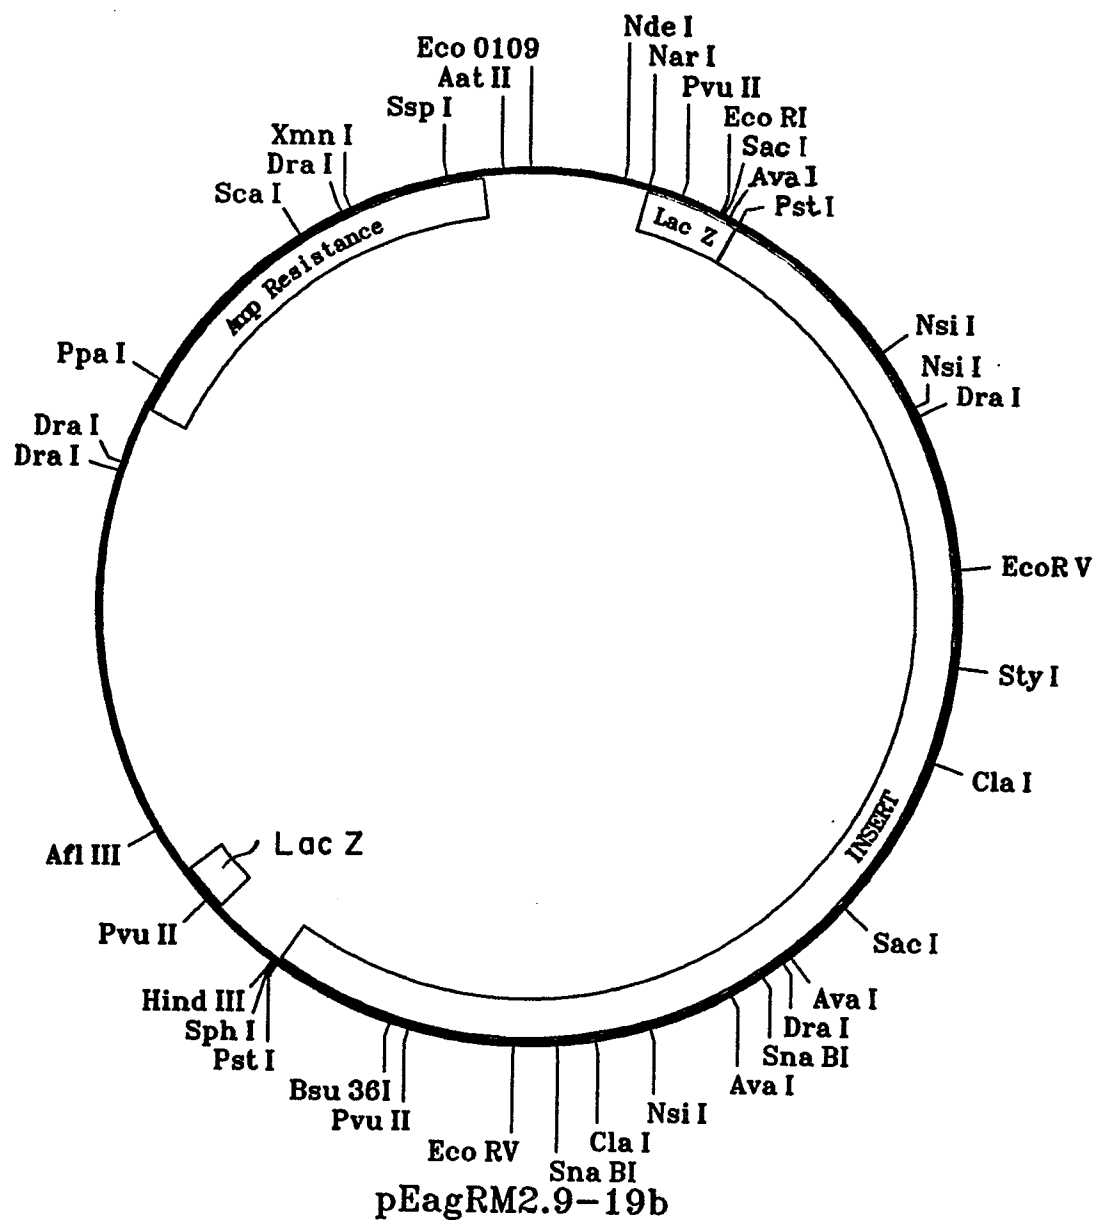 Nde I
Eco 0109
Nar I
Aat II
Pvu II
Ssp I
Eco RI
Xmn I
Sac I
Dra I
Ava I
Sca I
Pst I
Lac Z
Amp Resistance
Nsi I
Ppa I
Nsi I
Dra I
Dra I
Dra I
EcoR V
Sty I
Cla I
INSERT
Lac Z
Afl III
Pvu II
Sac I
Hind III
Ava I
Sph I
Dra I
Pst I
Sna BI
Bsu 36I
Ava I
Pvu II
Nsi I
Eco RV
Cla I
Sna BI
pEagRM2.9-19b